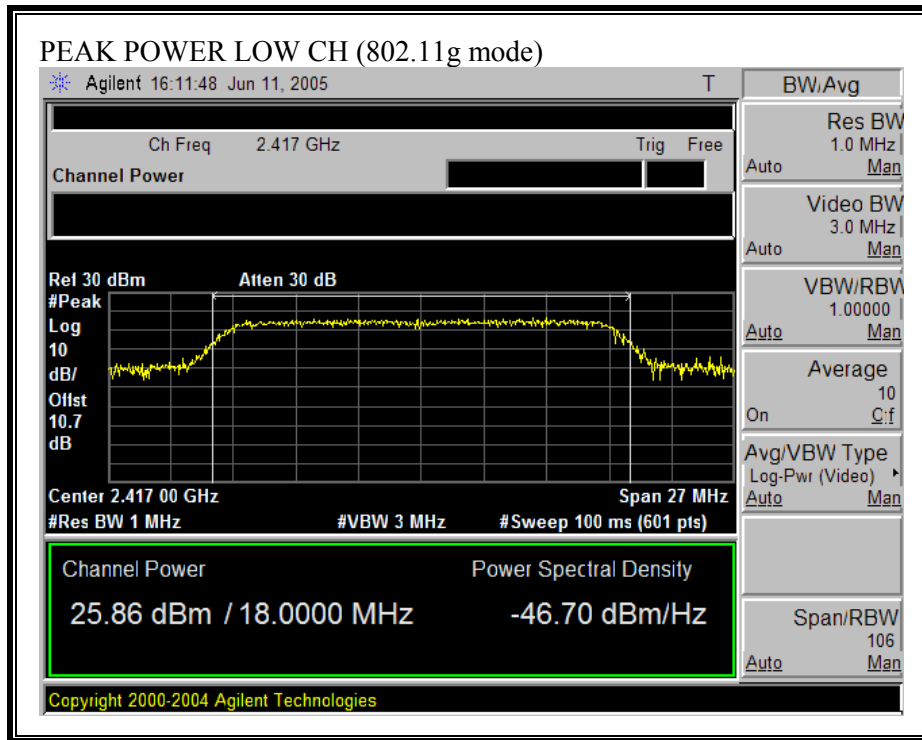 PEAK POWER LOW CH (802.11g mode)
Agilent 16:11:48 Jun 11, 2005 T
BW/Avg
Ch Freq 2.417 GHz Trig Free
Channel Power
Ref 30 dBm Atten 30 dB
#Peak
Log
10
dB/
Offst
10.7
dB
Center 2.417 00 GHz Span 27 MHz
#Res BW 1 MHz #VBW 3 MHz #Sweep 100 ms (601 pts)
Channel Power Power Spectral Density
25.86 dBm / 18.0000 MHz -46.70 dBm/Hz
Copyright 2000-2004 Agilent Technologies
Res BW
1.0 MHz
Auto Man
Video BW
3.0 MHz
Auto Man
VBW/RBW
1.00000
Auto Man
Average
10
On Off
Avg/VBW Type
Log-Pwr (Video)
Auto Man
Span/RBW
106
Auto Man